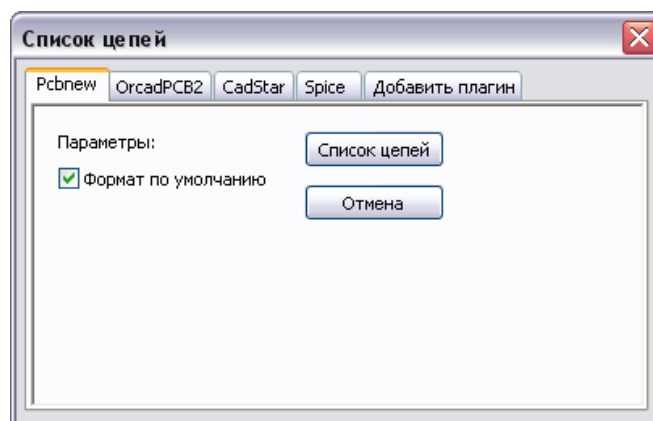 Список цепей
Pcbnew OrcadPCB2 CadStar Spice Добавить плагин
Параметры: Список цепей
Формат по умолчанию
Отмена